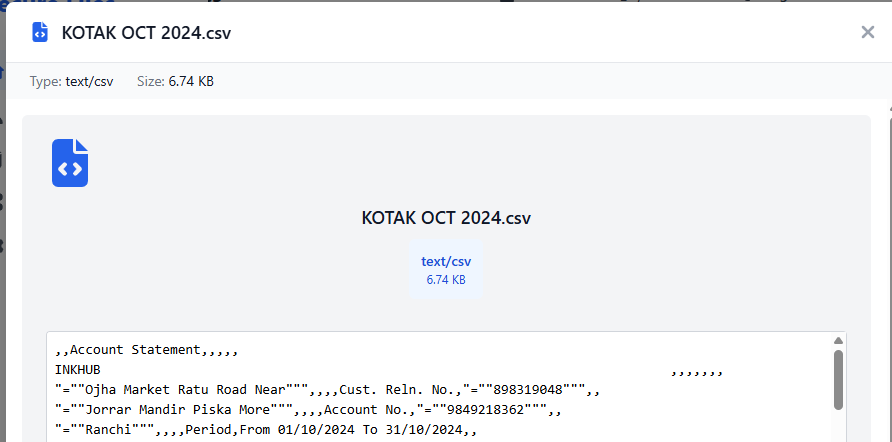 KOTAK OCT 2024.csv
Type: text/csv Size: 6.74 KB
KOTAK OCT 2024.csv
text/csv
6.74 KB
,,Account Statement,,,,,
INKHUB ,,,,,,,
"=""Ojha Market Ratu Road Near""",,,,Cust. Reln. No.,"=""898319048""",,
"=""Jorrar Mandir Piska More""",,,,Account No.,"=""9849218362""",,
"=""Ranchi""",,,,Period,From 01/10/2024 To 31/10/2024,,